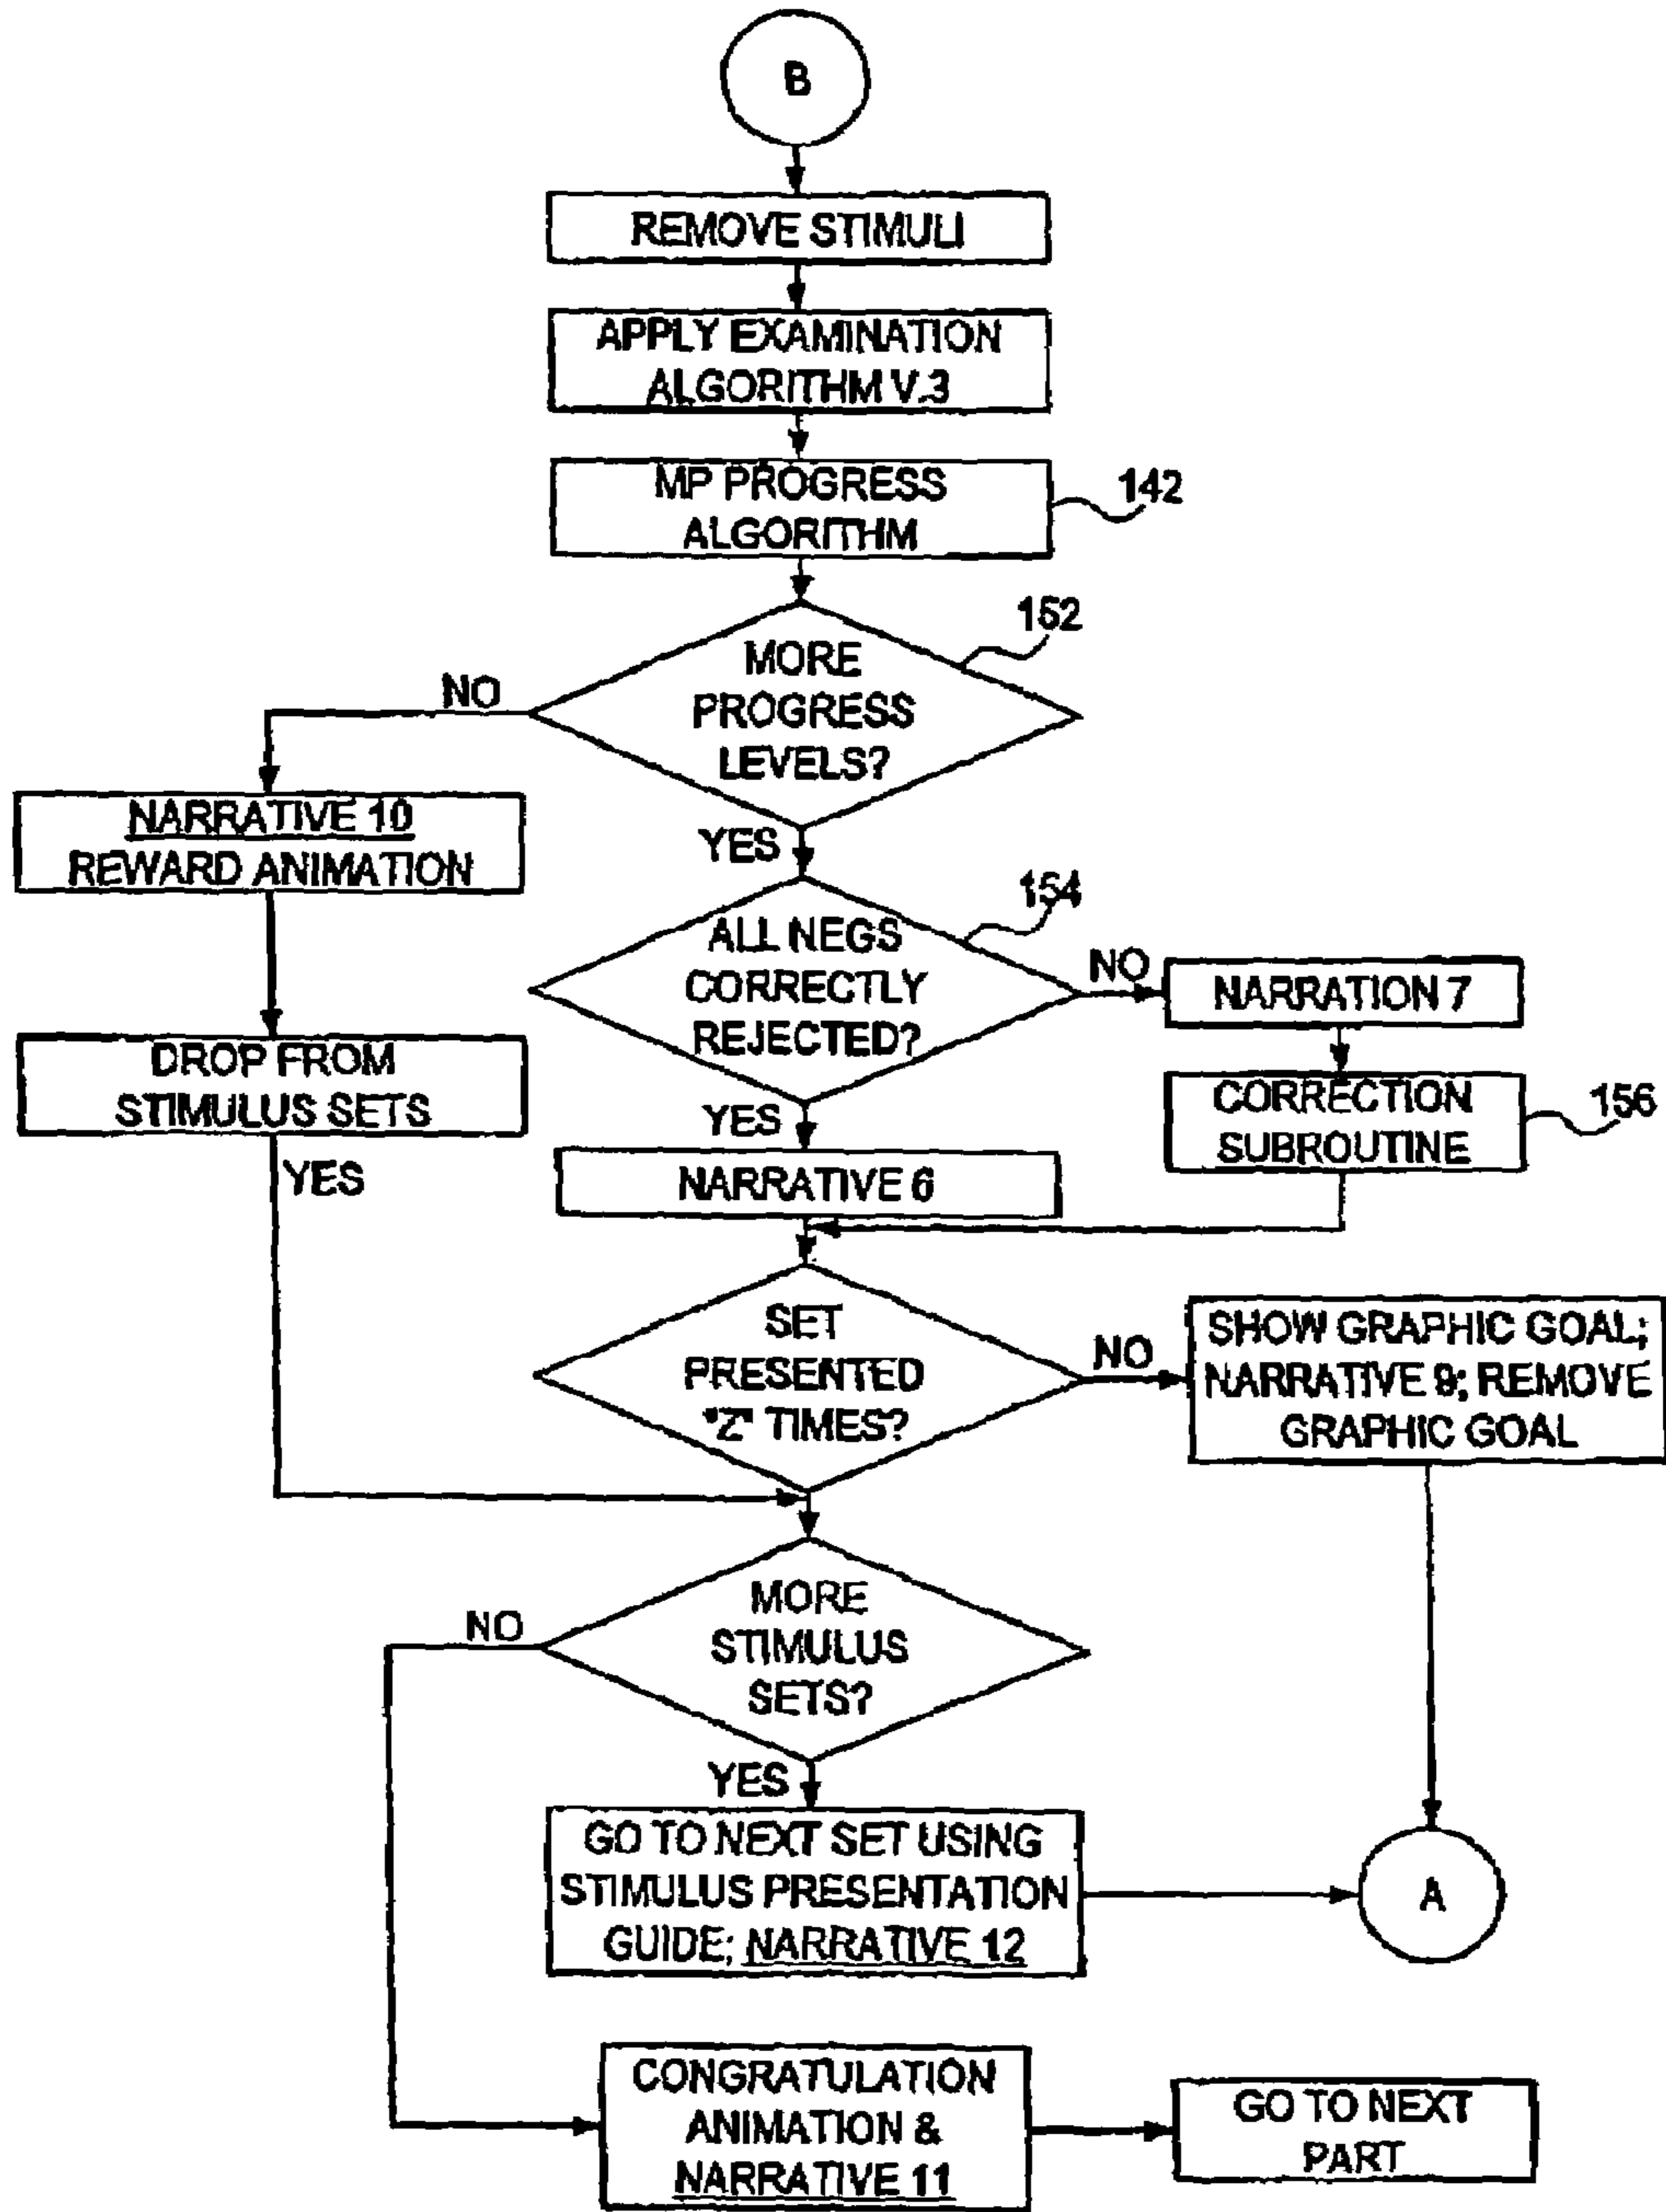 B
REMOVE STIMULI
APPLY EXAMINATION
ALGORITHM V.3
MP PROGRESS
ALGORITHM
142
MORE
PROGRESS
LEVELS?
152
NO
YES
NARRATIVE 10
REWARD ANIMATION
ALL NEGS
CORRECTLY
REJECTED?
154
NO
NARRATION 7
DROP FROM
STIMULUS SETS
YES
YES
CORRECTION
SUBROUTINE
156
NARRATIVE 6
SET
PRESENTED
"Z" TIMES?
NO
SHOW GRAPHIC GOAL;
NARRATIVE 9; REMOVE
GRAPHIC GOAL
MORE
STIMULUS
SETS?
NO
YES
GO TO NEXT SET USING
STIMULUS PRESENTATION
GUIDE; NARRATIVE 12
A
CONGRATULATION
ANIMATION &
NARRATIVE 11
GO TO NEXT
PART